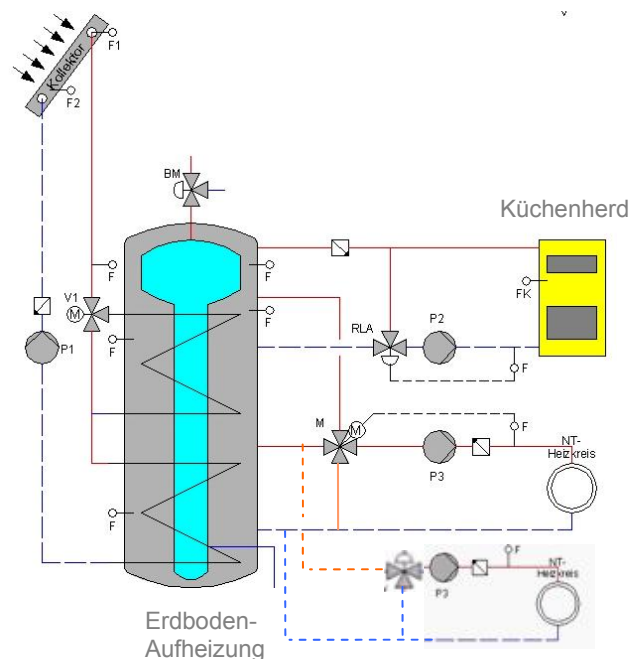 v
F1
Kollektor
F2
BM
Küchenherd
F
F
FK
V1
F
RLA
P2
M
F
P1
F
M
M
F
NT-
Heizkreis
P3
F
F
NT-
Heizkreis
P3
Erdboden-
Aufheizung